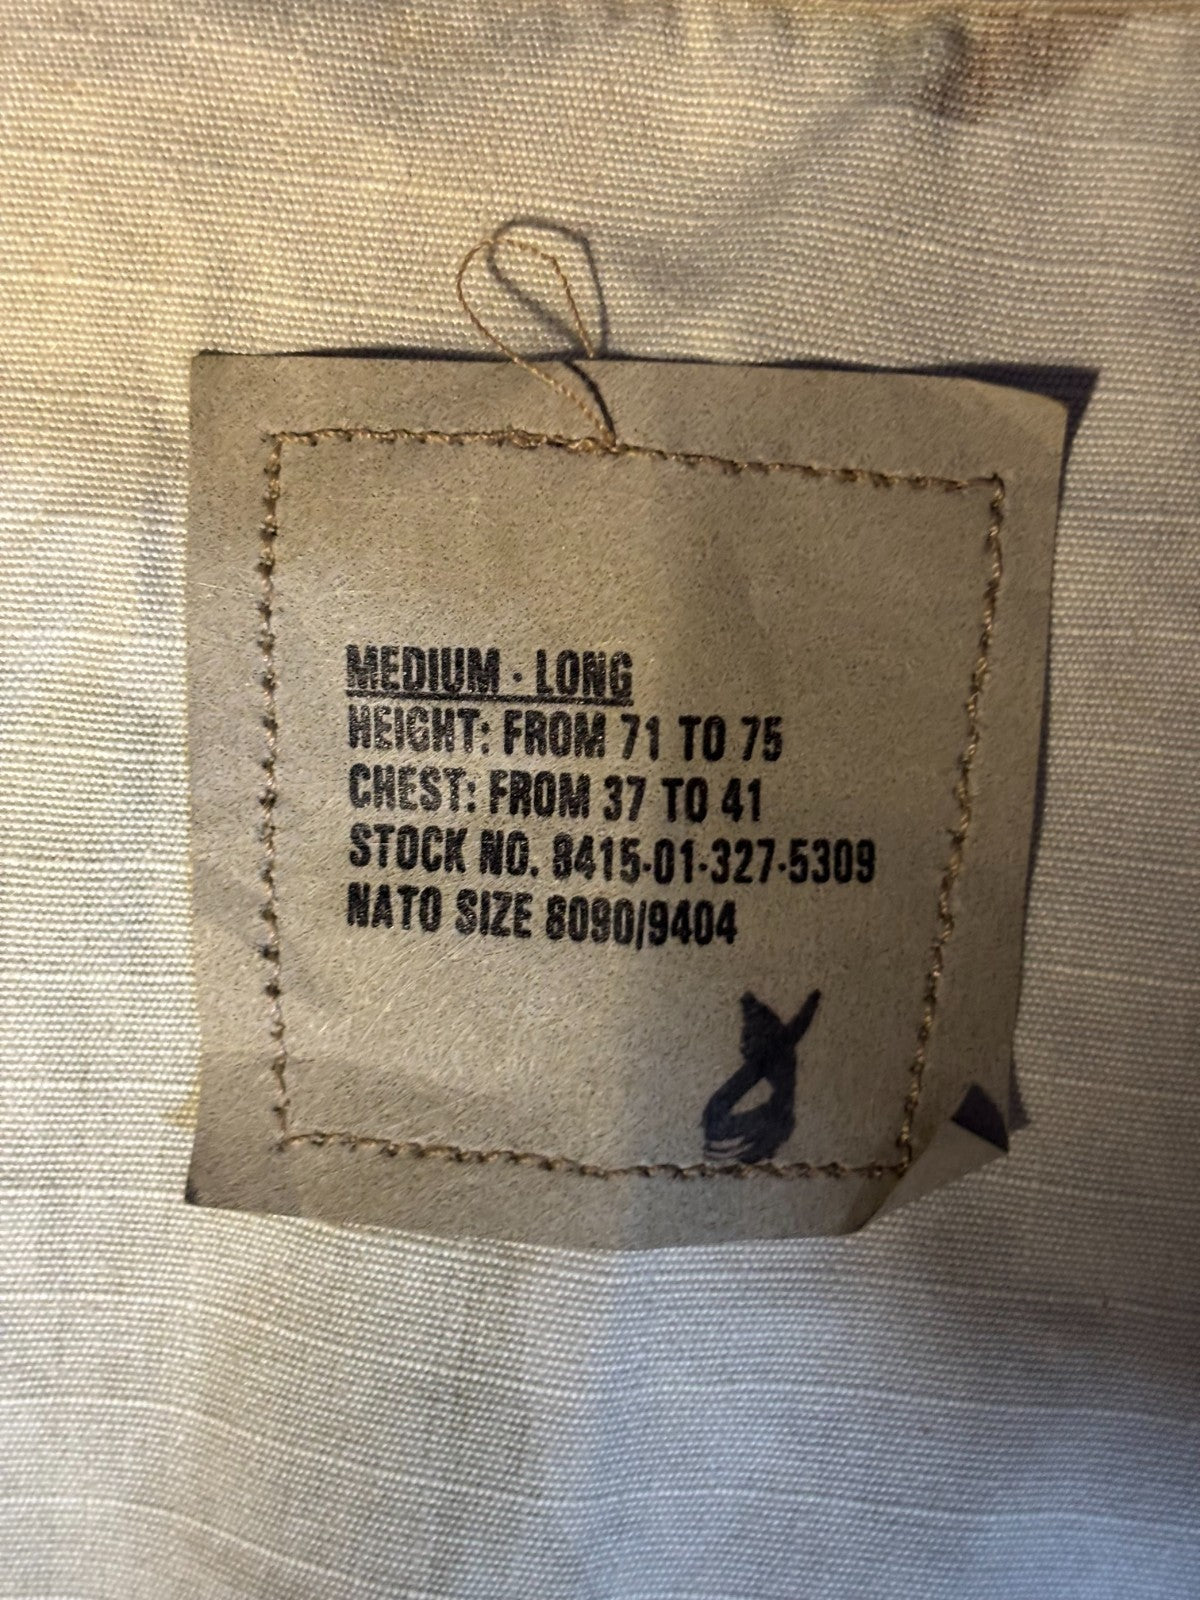 MEDIUM - LONG
HEIGHT: FROM 71 TO 75
CHEST: FROM 37 TO 41
STOCK NO. 8415-01-327-5309
NATO SIZE 8090/9404